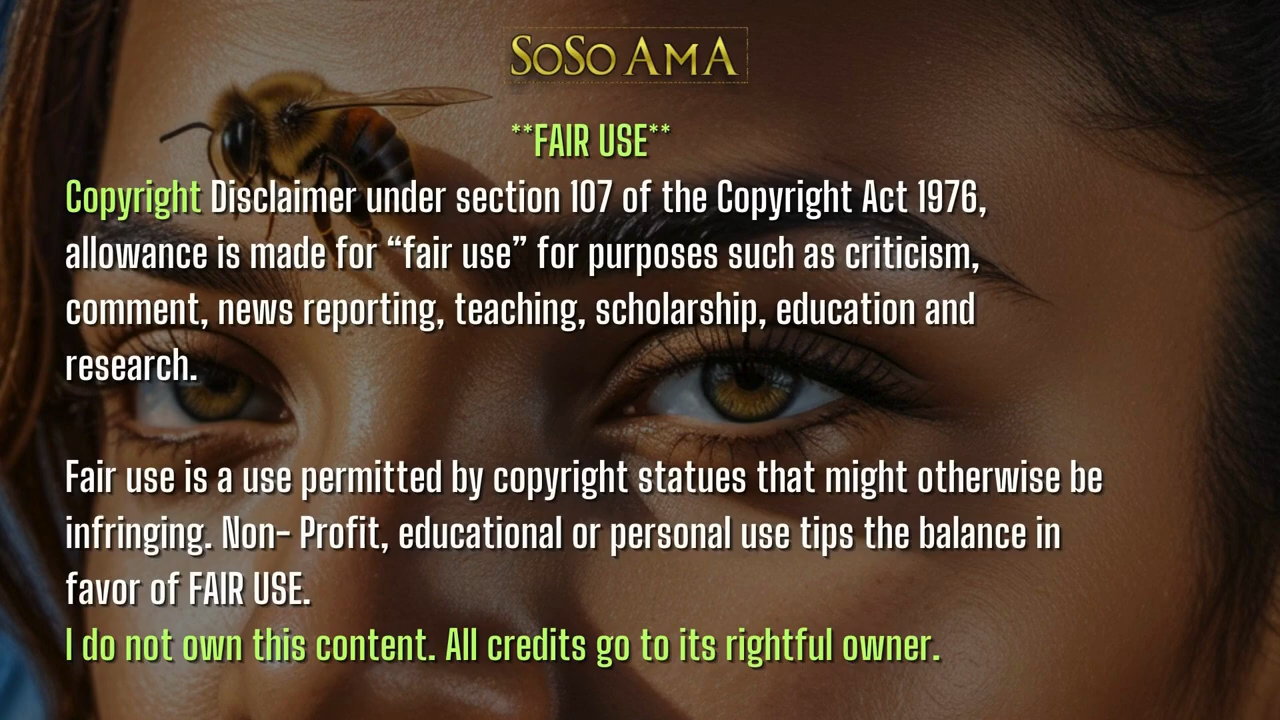 SoSo AmA
**FAIR USE**
Copyright Disclaimer under section 107 of the Copyright Act 1976,
allowance is made for “fair use” for purposes such as criticism,
comment, news reporting, teaching, scholarship, education and
research.
Fair use is a use permitted by copyright statues that might otherwise be
infringing. Non- Profit, educational or personal use tips the balance in
favor of FAIR USE.
I do not own this content. All credits go to its rightful owner.